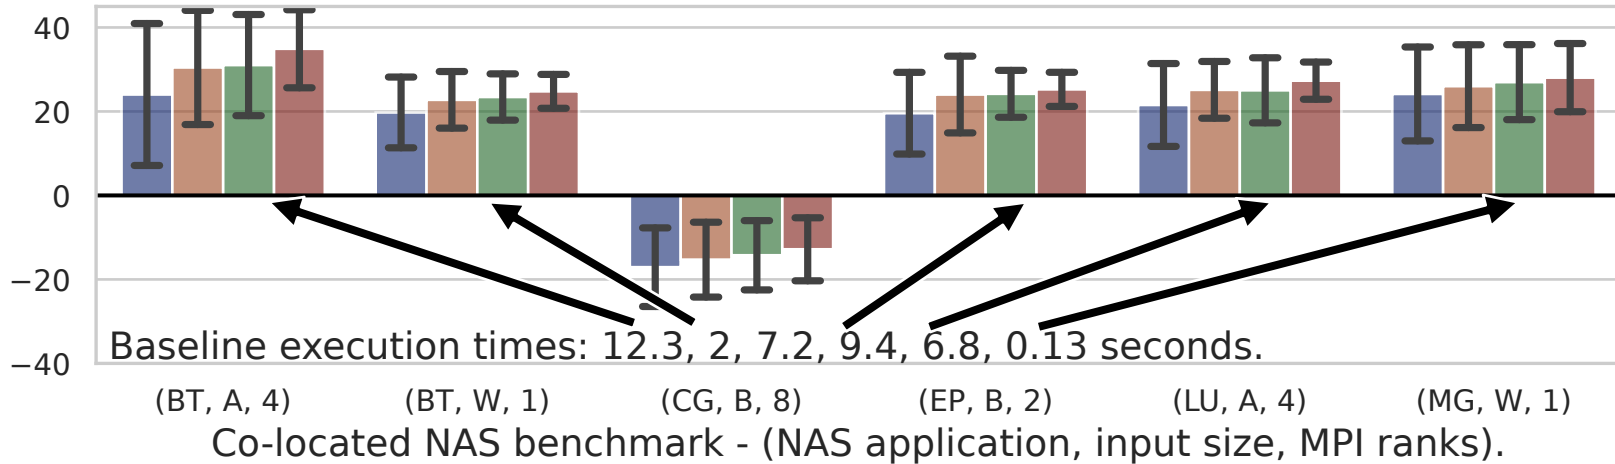 40
20
0
−20
−40
Baseline execution times: 12.3, 2, 7.2, 9.4, 6.8, 0.13 seconds.
(BT, A, 4) (BT, W, 1) (CG, B, 8) (EP, B, 2) (LU, A, 4) (MG, W, 1)
Co-located NAS benchmark - (NAS application, input size, MPI ranks).